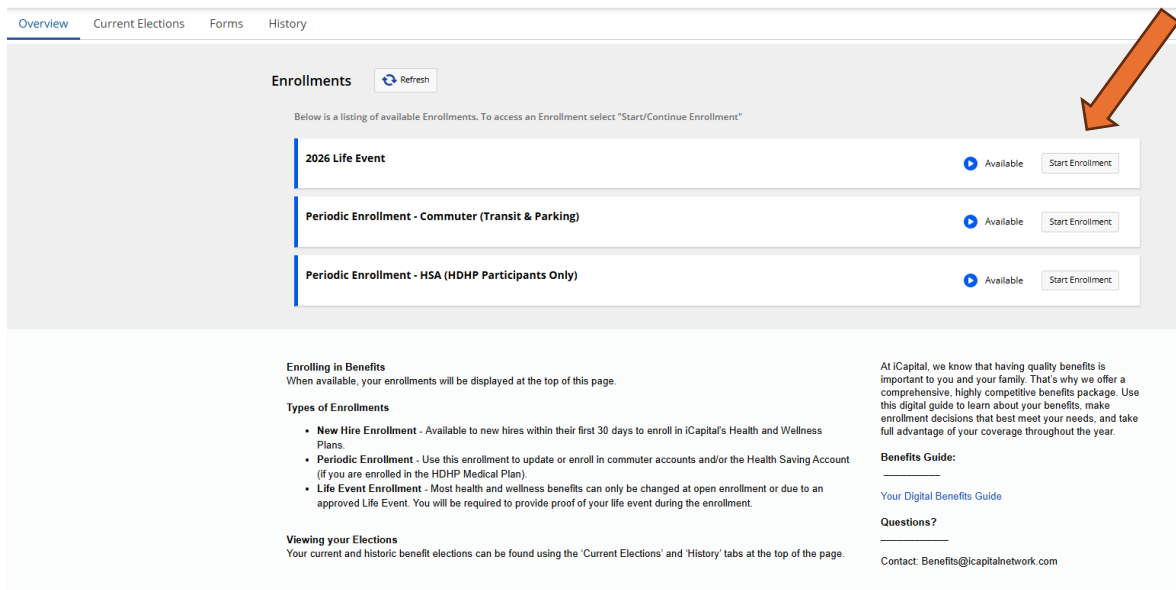 Overview Current Elections Forms History
Enrollments Refresh
Below is a listing of available Enrollments. To access an Enrollment select "Start/Continue Enrollment"
2026 Life Event Available Start Enrollment
Periodic Enrollment - Commuter (Transit & Parking) Available Start Enrollment
Periodic Enrollment - HSA (HDHP Participants Only) Available Start Enrollment
Enrolling in Benefits
When available, your enrollments will be displayed at the top of this page.
Types of Enrollments
• New Hire Enrollment - Available to new hires within their first 30 days to enroll in iCapital's Health and Wellness
Plans.
• Periodic Enrollment - Use this enrollment to update or enroll in commuter accounts and/or the Health Saving Account
(if you are enrolled in the HDHP Medical Plan).
• Life Event Enrollment - Most health and wellness benefits can only be changed at open enrollment or due to an
approved Life Event. You will be required to provide proof of your life event during the enrollment.
Viewing your Elections
Your current and historic benefit elections can be found using the 'Current Elections' and 'History' tabs at the top of the page.
At iCapital, we know that having quality benefits is
important to you and your family. That's why we offer a
comprehensive, highly competitive benefits package. Use
this digital guide to learn about your benefits, make
enrollment decisions that best meet your needs, and take
full advantage of your coverage throughout the year.
Benefits Guide:
Your Digital Benefits Guide
Questions?
Contact: Benefits@icapitalnetwork.com